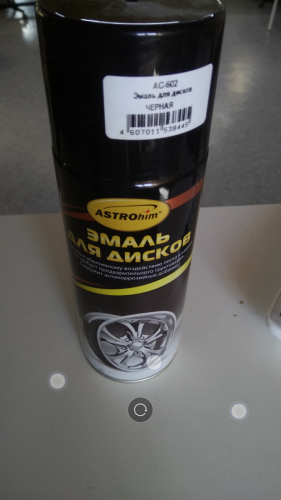 AC-602
Эмаль для дисков
ЧЕРНАЯ
4 607011 538445
ASTROhim
ЭМАЛЬ
ДЛЯ ДИСКОВ